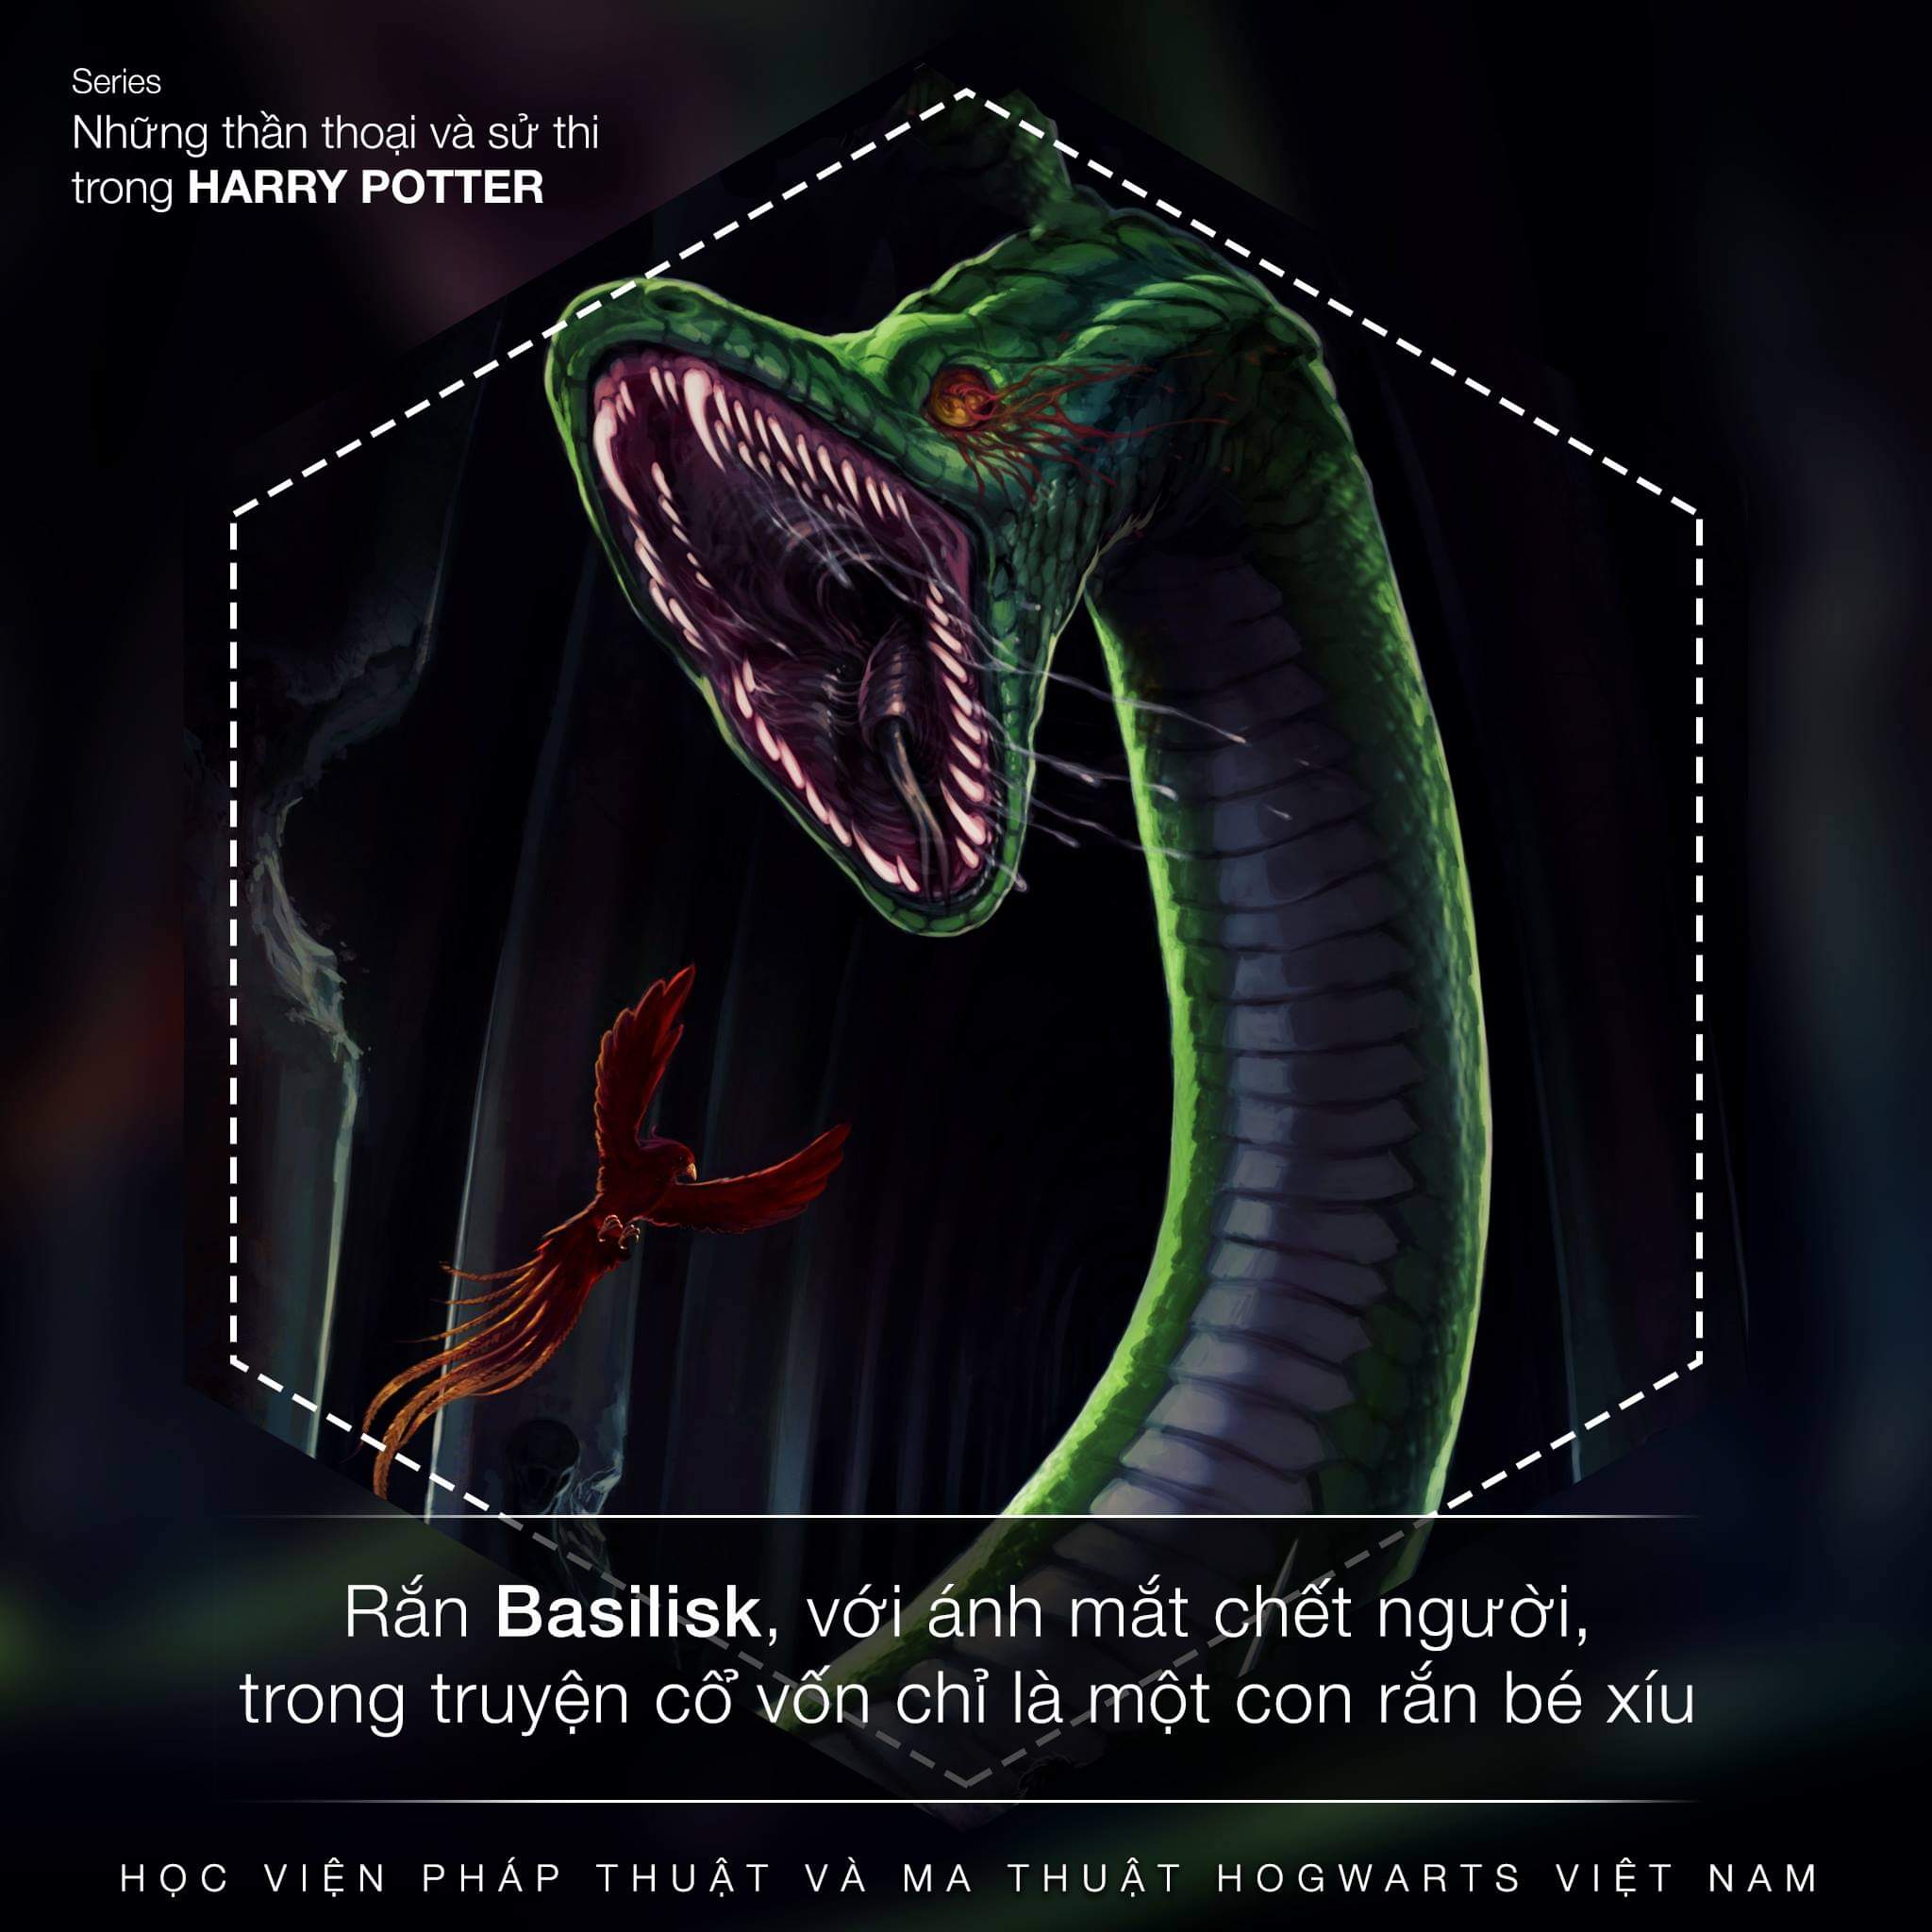 Series
Những thần thoại và sử thi
trong HARRY POTTER
Rắn Basilisk, với ánh mắt chết người,
trong truyện cổ vốn chỉ là một con rắn bé xíu
HỌC VIỆN PHÁP THUẬT VÀ MA THUẬT HOGWARTS VIỆT NAM